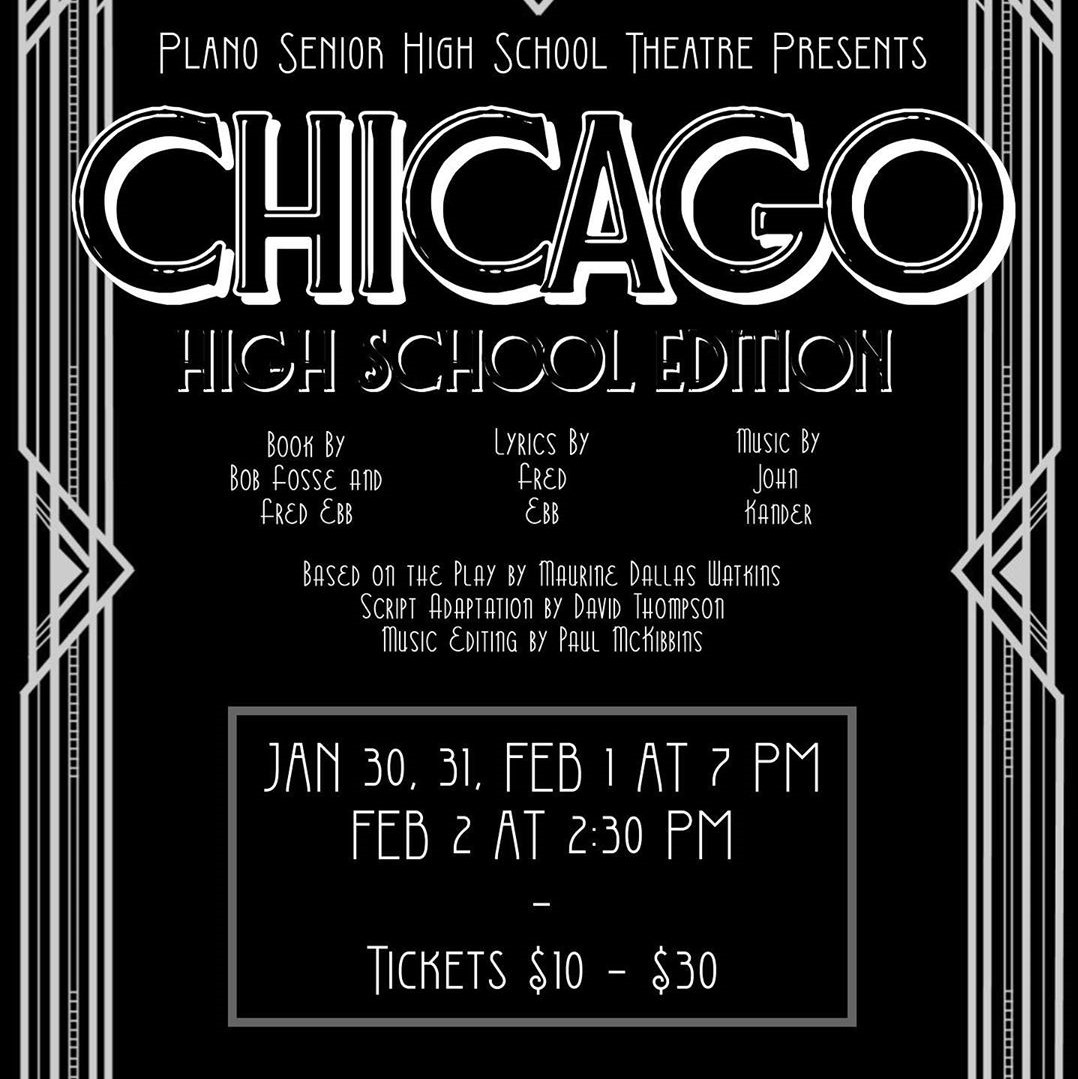 Plano Senior High School Theatre Presents
CHICAGO
HIGH SCHOOL EDITION
Book By
Bob Fosse and
Fred Ebb
Lyrics By
Fred
Ebb
Music By
John
Kander
Based on the Play by Maurine Dallas Watkins
Script Adaptation by David Thompson
Music Editing by Paul McKibbins
JAN 30, 31, FEB 1 AT 7 PM
FEB 2 AT 2:30 PM
–
Tickets $10 – $30